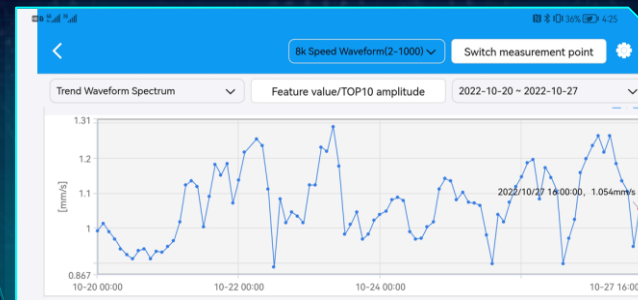 36% 4:25
8k Speed Waveform(2-1000)
Switch measurement point
Trend Waveform Spectrum
Feature value/TOP10 amplitude
2022-10-20 ~ 2022-10-27
1.31
1.2
1.1
1
0.867
[mm/s]
2022/10/27 16:00:00, 1.054mm/s
10-20 00:00
10-22 00:00
10-24 00:00
10-27 16:00